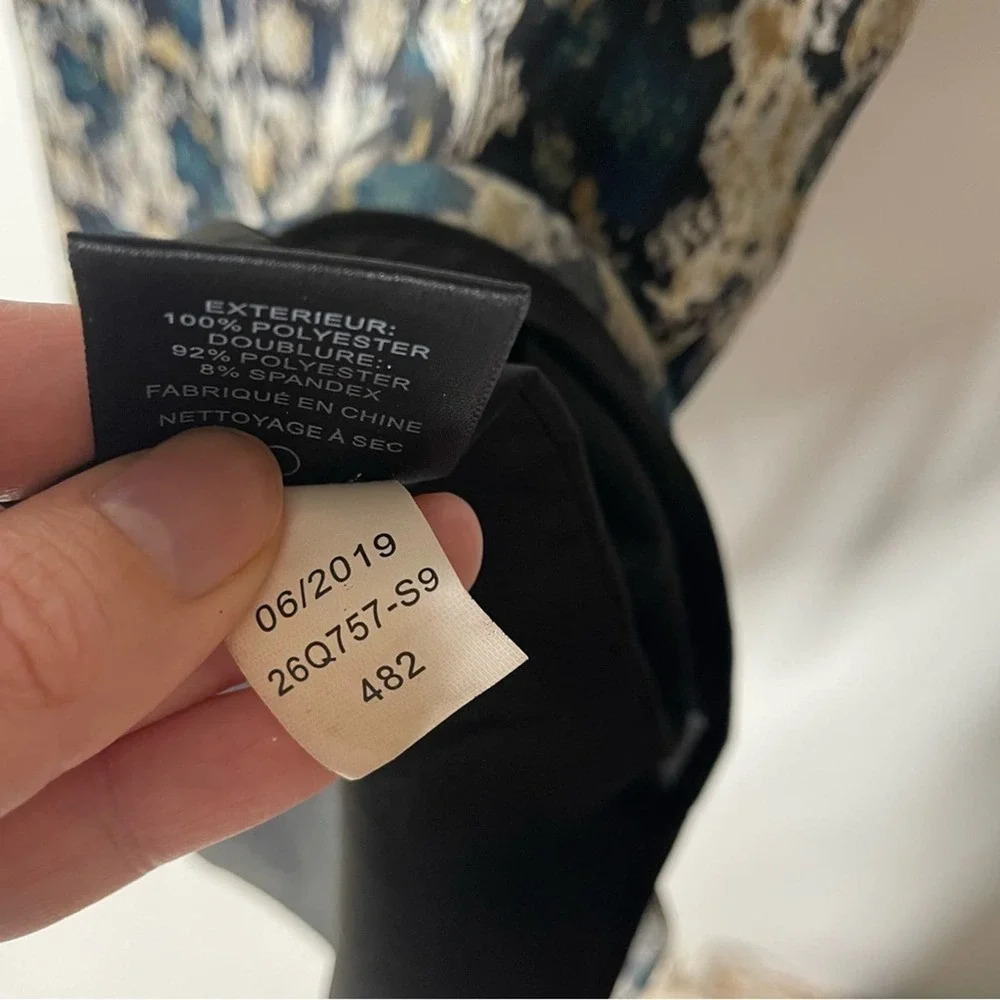 EXTERIEUR:
100% POLYESTER
DOUBLURE:
92% POLYESTER
8% SPANDEX
FABRIQUÉ EN CHINE
NETTOYAGE À SEC
06/2019
26Q757-S9
482